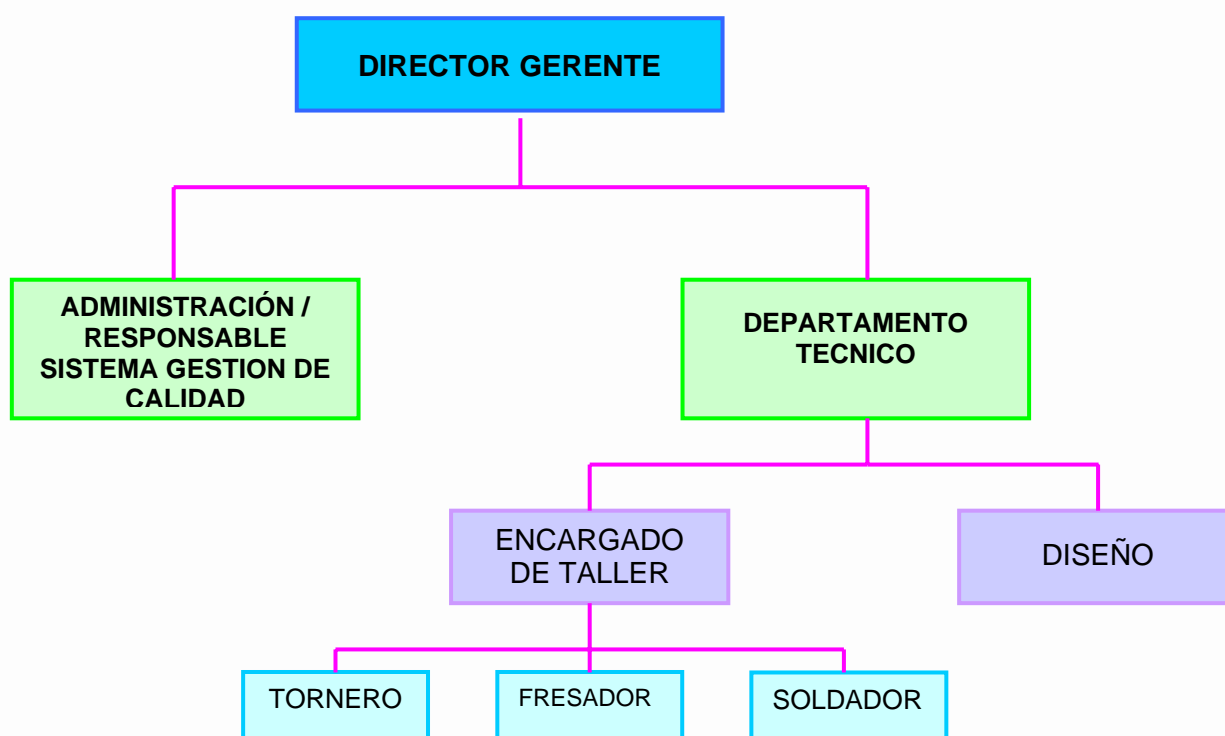 DIRECTOR GERENTE
ADMINISTRACIÓN /
RESPONSABLE
SISTEMA GESTION DE
CALIDAD
DEPARTAMENTO
TECNICO
ENCARGADO
DE TALLER
DISEÑO
TORNERO
FRESADOR
SOLDADOR